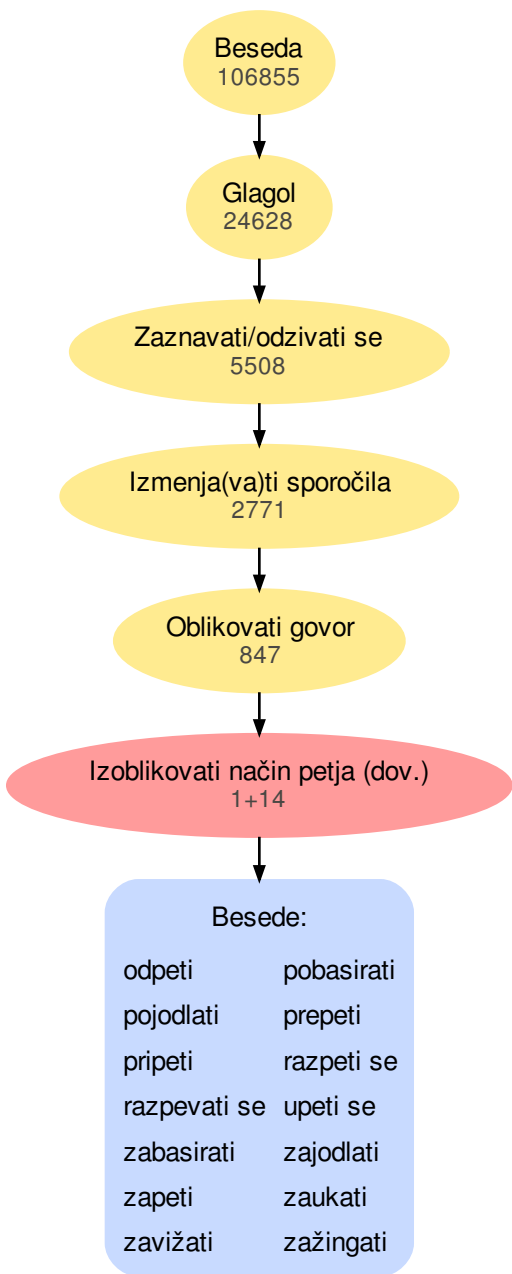 Beseda
106855
Glagol
24628
Zaznavati/odzivati se
5508
Izmenja(va)ti sporočila
2771
Oblikovati govor
847
Izoblikovati način petja (dov.)
1+14
Besede:
odpeti pobasirati
pojodlati prepeti
pripeti razpeti se
razpevati se upeti se
zabasirati zajodlati
zapeti zaukati
zavižati zažingati